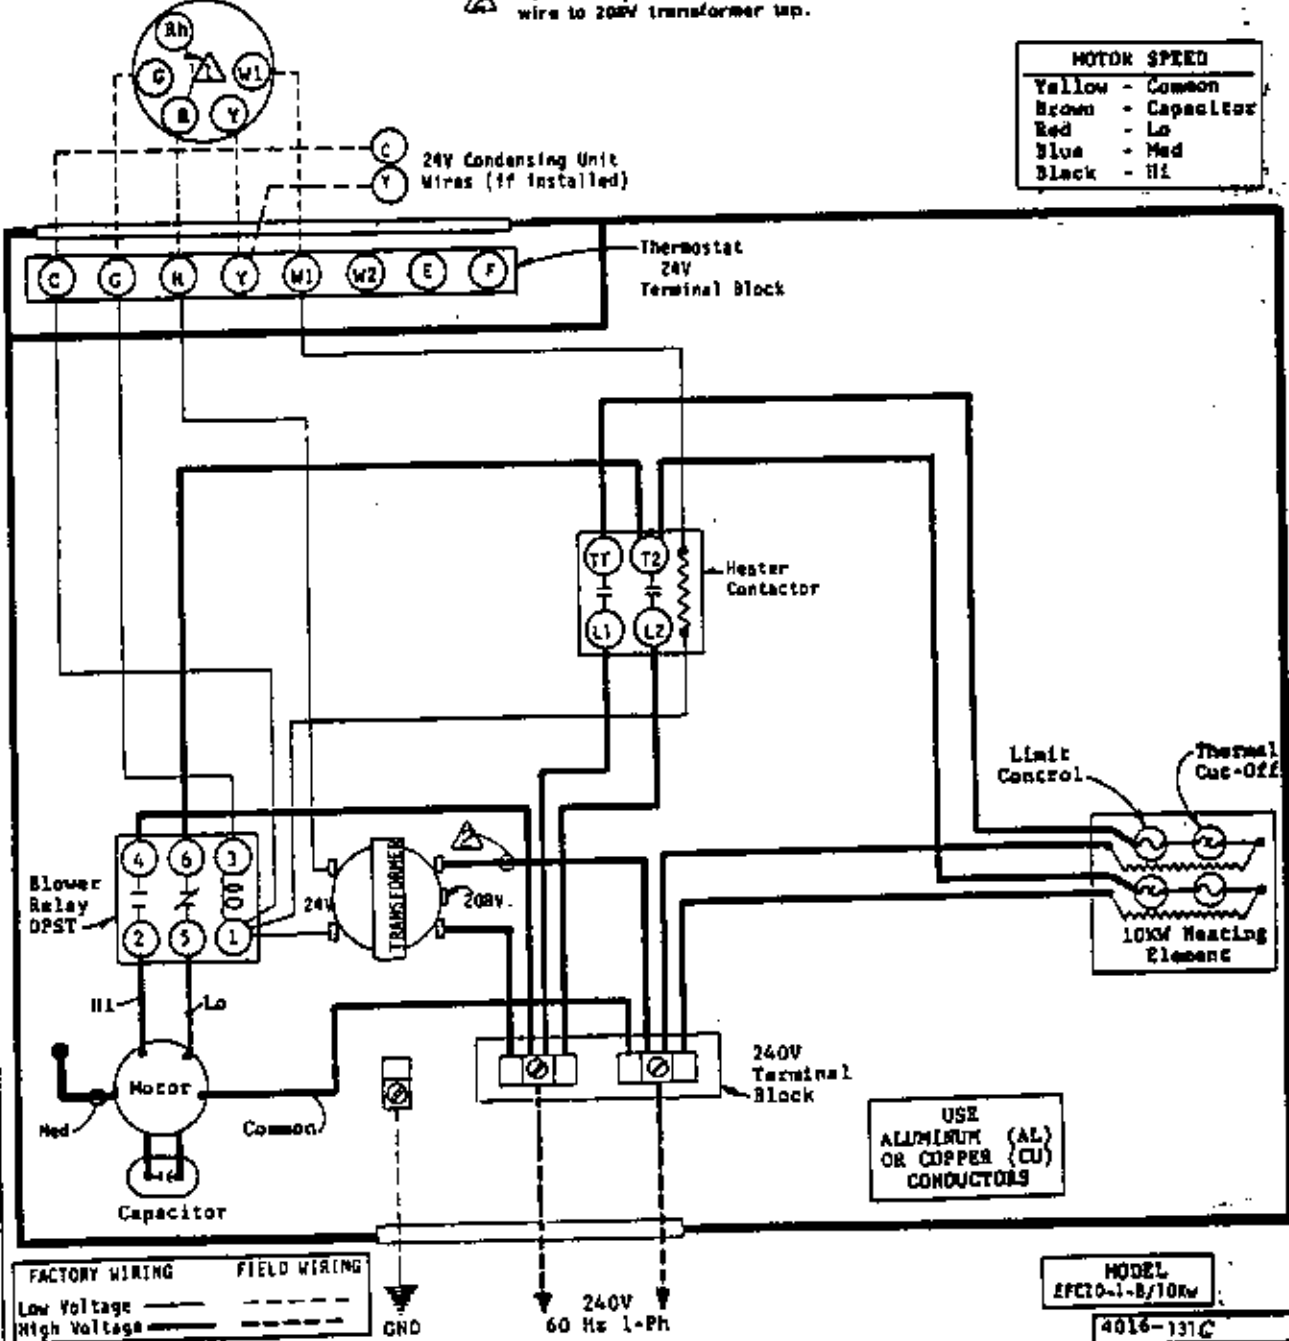 wire to 208V transformer tap.
Rh
G
W1
R
Y
1
MOTOR SPEED
Yellow - Common
Brown - Capacitor
Red - Lo
Blue - Med
Black - Hi
C
Y
24V Condensing Unit
Wires (if installed)
C
G
R
Y
W1
W2
E
F
Thermostat
24V
Terminal Block
T1
T2
L1
L2
Heater
Contactor
Limit
Control
Thermal
Cut-Off
10KW Heating
Element
Blower
Relay
DPST
4
6
3
2
5
1
24V
TRANSFORMER
208V.
Hi
Lo
Motor
Med
Common
Capacitor
240V
Terminal
Block
USE
ALUMINUM (AL)
OR COPPER (CU)
CONDUCTORS
FACTORY WIRING FIELD WIRING
Low Voltage
High Voltage
GND
240V
60 Hz 1-Ph
MODEL
EFC20-1-B/10Kw
4016-131C